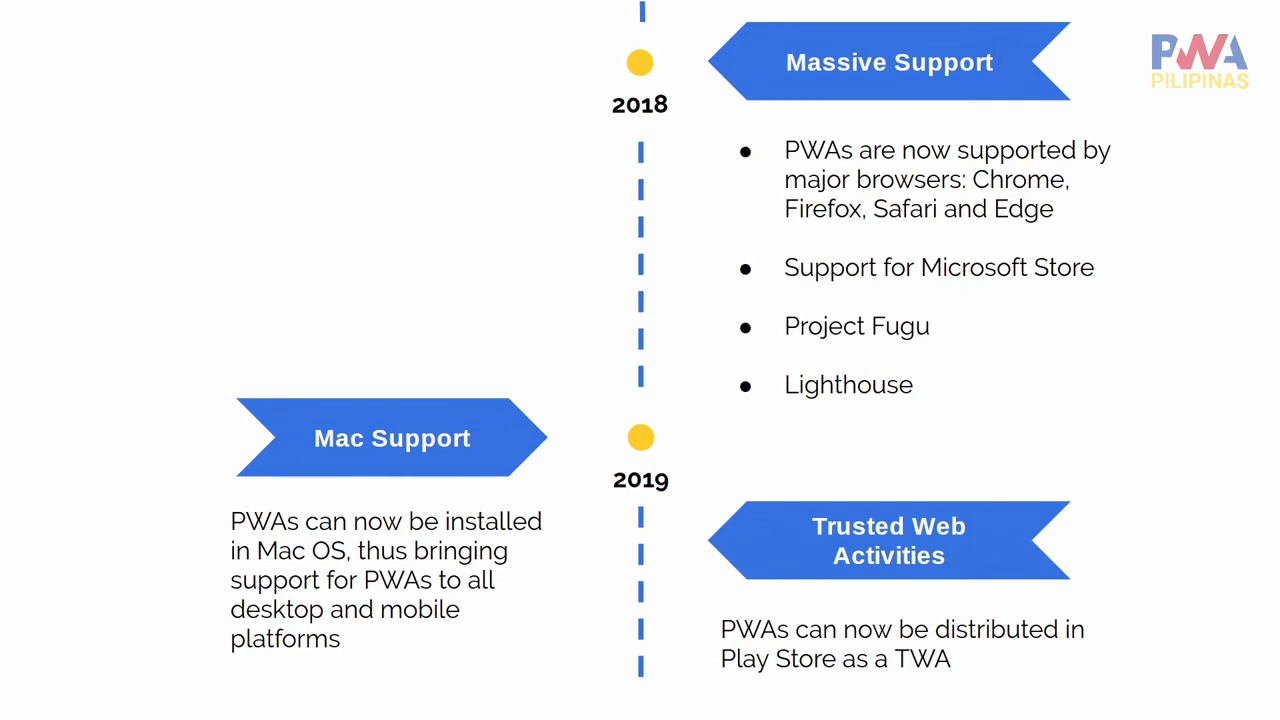 Massive Support
PWA
PILIPINAS
2018
● PWAs are now supported by
major browsers: Chrome,
Firefox, Safari and Edge
● Support for Microsoft Store
● Project Fugu
● Lighthouse
Mac Support
2019
PWAs can now be installed
in Mac OS, thus bringing
support for PWAs to all
desktop and mobile
platforms
Trusted Web
Activities
PWAs can now be distributed in
Play Store as a TWA